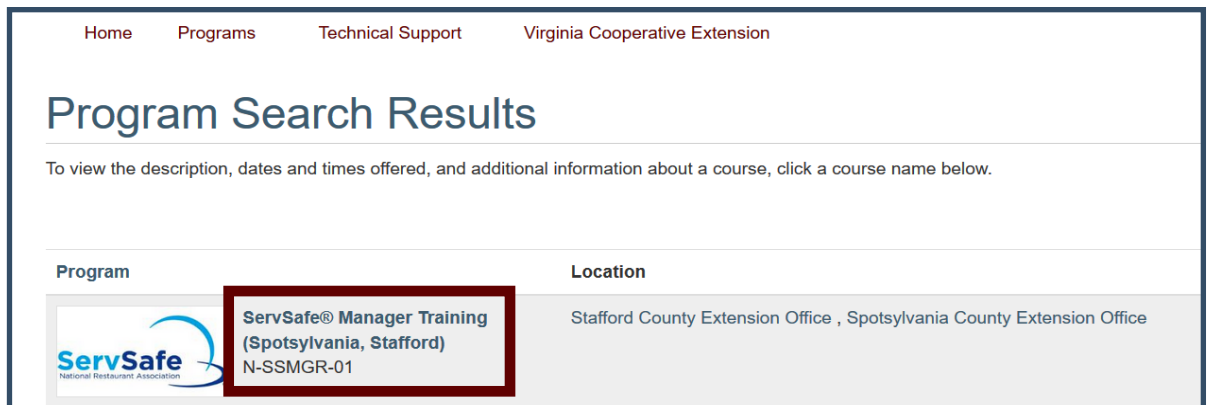 Home Programs Technical Support Virginia Cooperative Extension
Program Search Results
To view the description, dates and times offered, and additional information about a course, click a course name below.
Program Location
ServSafe
National Restaurant Association
ServSafe® Manager Training
(Spotsylvania, Stafford)
N-SSMGR-01
Stafford County Extension Office , Spotsylvania County Extension Office